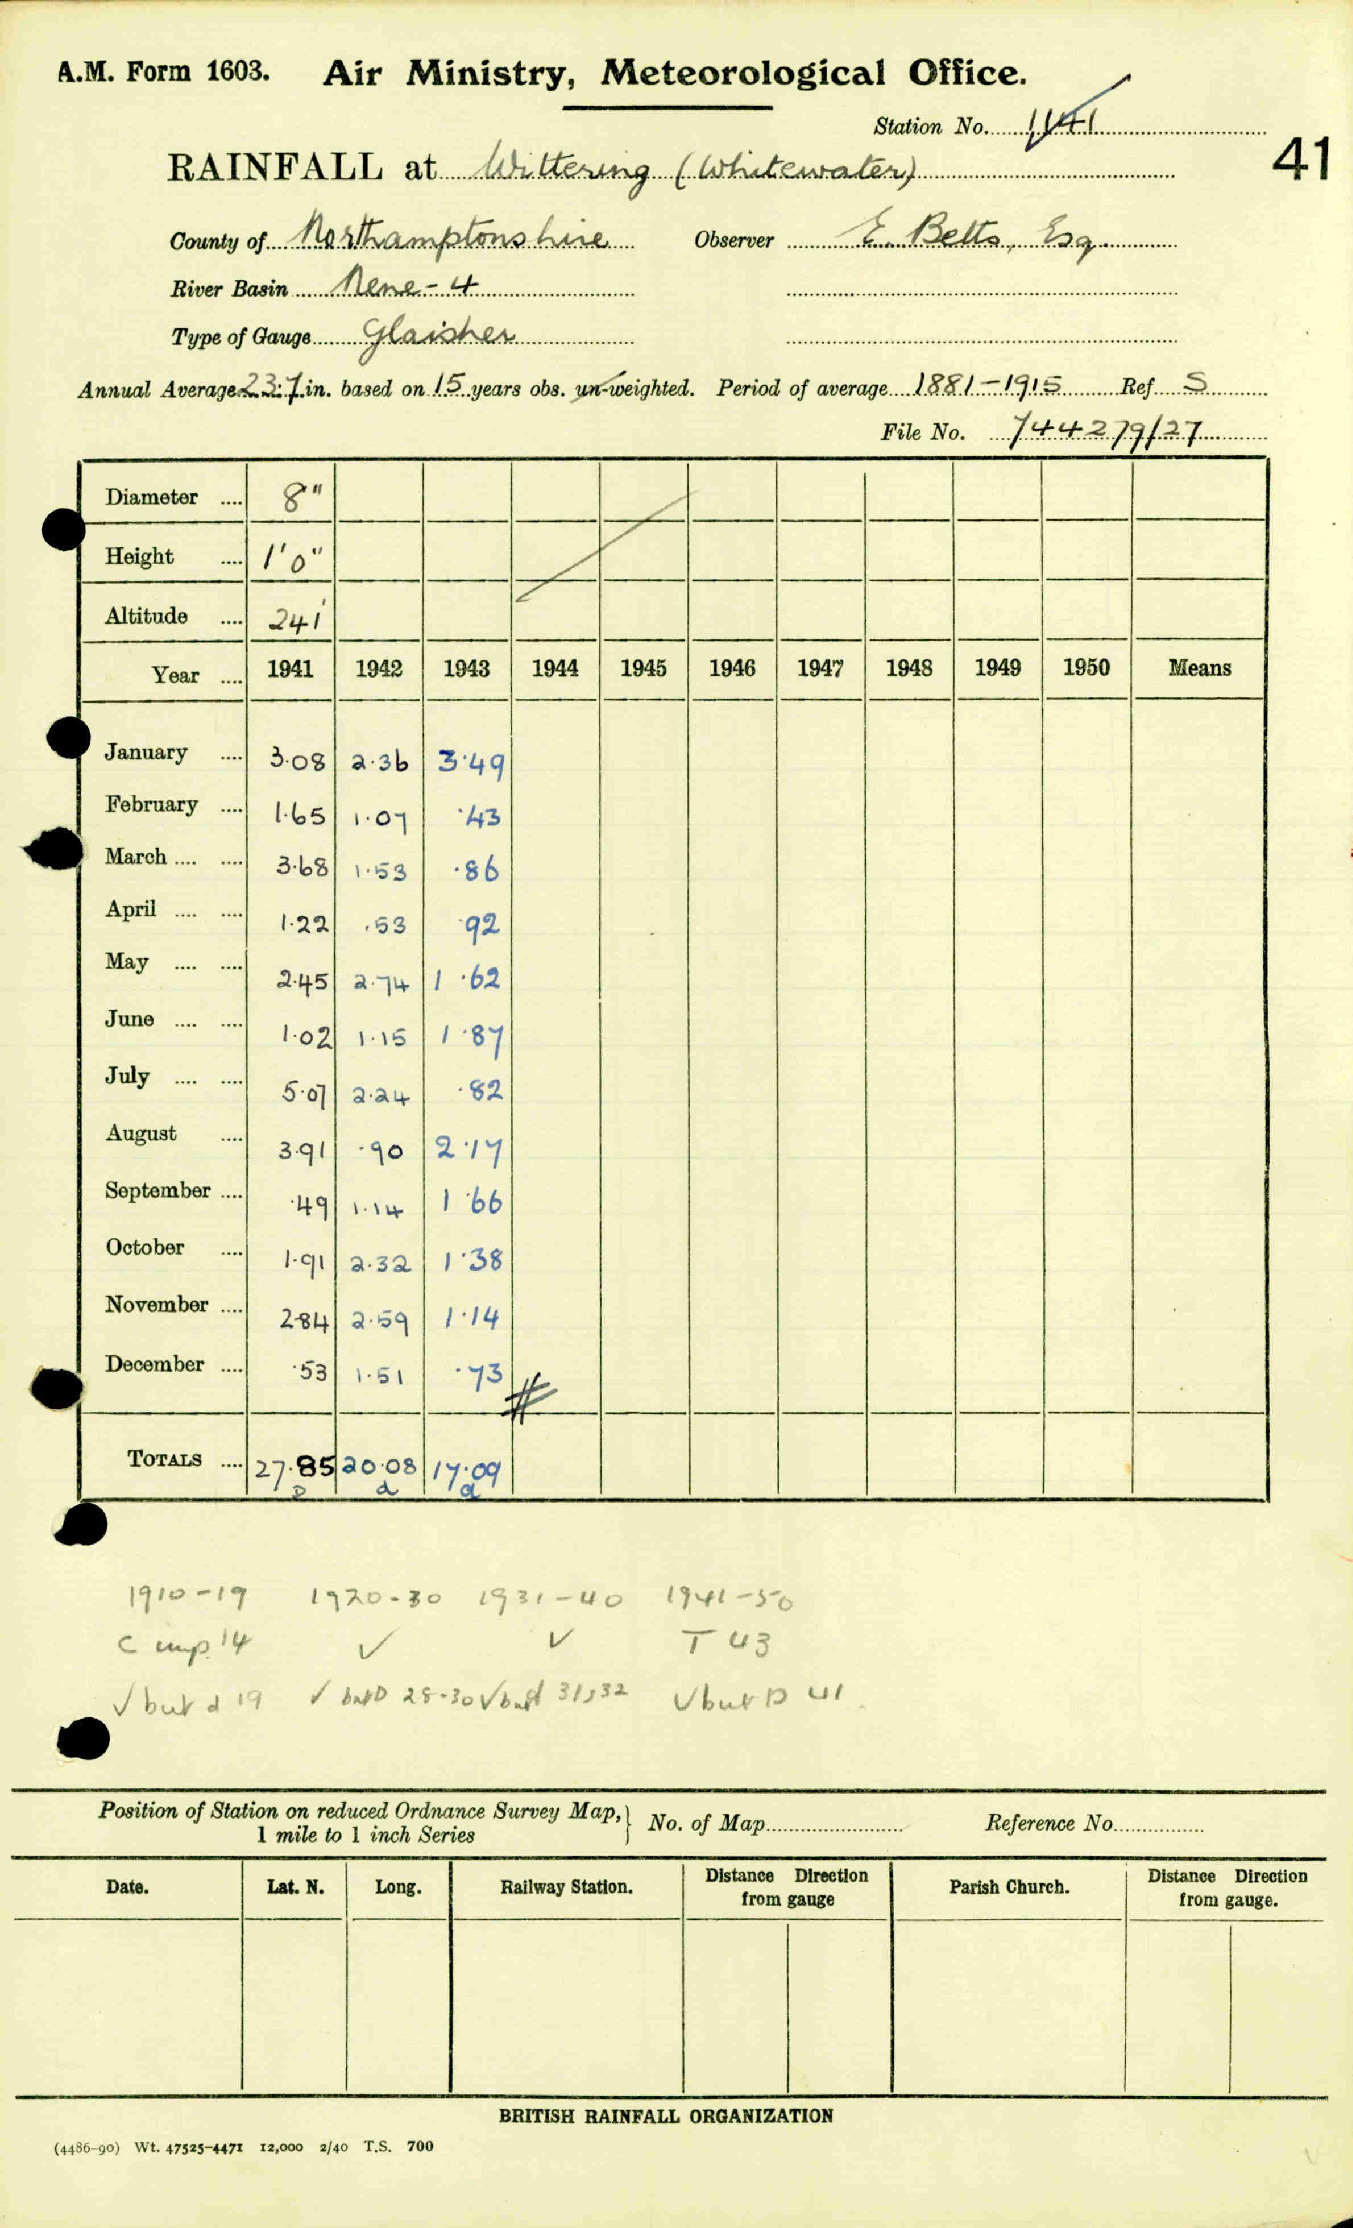 A.M. Form 1603. Air Ministry, Meteorological Office.
Station No. 1141
41
RAINFALL at Wittering (Whitewater)
County of Northamptonshire Observer E. Betts, Esq.
River Basin Nene - 4
Type of Gauge Glaisher
Annual Average 23.7 in. based on 15 years obs. un-weighted. Period of average 1881-1915 Ref. S
File No. 744279/27
Diameter .... 8"
Height .... 1'0"
Altitude .... 241'
Year .... 1941 1942 1943 1944 1945 1946 1947 1948 1949 1950 Means
January .... 3.08 2.36 3.49
February .... 1.65 1.07 .43
March .... .... 3.68 1.53 .86
April .... .... 1.22 .53 .92
May .... .... 2.45 2.74 1.62
June .... .... 1.02 1.15 1.87
July .... .... 5.07 2.24 .82
August .... 3.91 .90 2.17
September .... .49 1.14 1.66
October .... 1.91 2.32 1.38
November .... 2.84 2.59 1.14
December .... .53 1.51 .73
TOTALS .... 27.85 20.08 17.09
D d d
1910-19 1920-30 1931-40 1941-50
C imp. 14 ✓ ✓ T 43
✓ but d 19 ✓ but D 28-30 ✓ but d 31,32 ✓ but D 41
Position of Station on reduced Ordnance Survey Map, } No. of Map Reference No.
1 mile to 1 inch Series
Date. Lat. N. Long. Railway Station. Distance Direction from gauge Parish Church. Distance Direction from gauge.
BRITISH RAINFALL ORGANIZATION
(4486-90) Wt. 47525-4471 12,000 2/40 T.S. 700